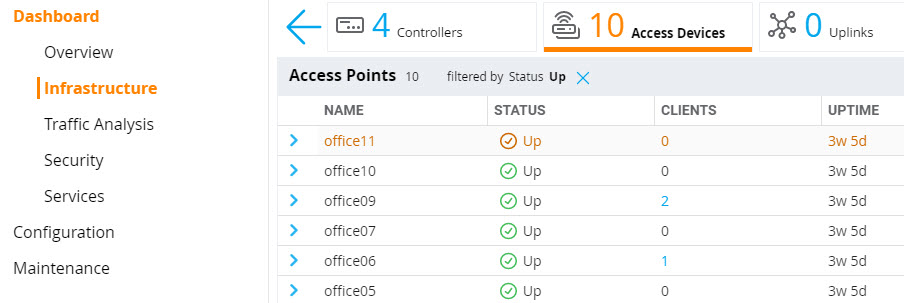 Dashboard
Overview
Infrastructure
Traffic Analysis
Security
Services
Configuration
Maintenance
4 Controllers
10 Access Devices
0 Uplinks
Access Points 10 filtered by Status Up
NAME STATUS CLIENTS UPTIME
office11 Up 0 3w 5d
office10 Up 0 3w 5d
office09 Up 2 3w 5d
office07 Up 0 3w 5d
office06 Up 1 3w 5d
office05 Up 0 3w 5d